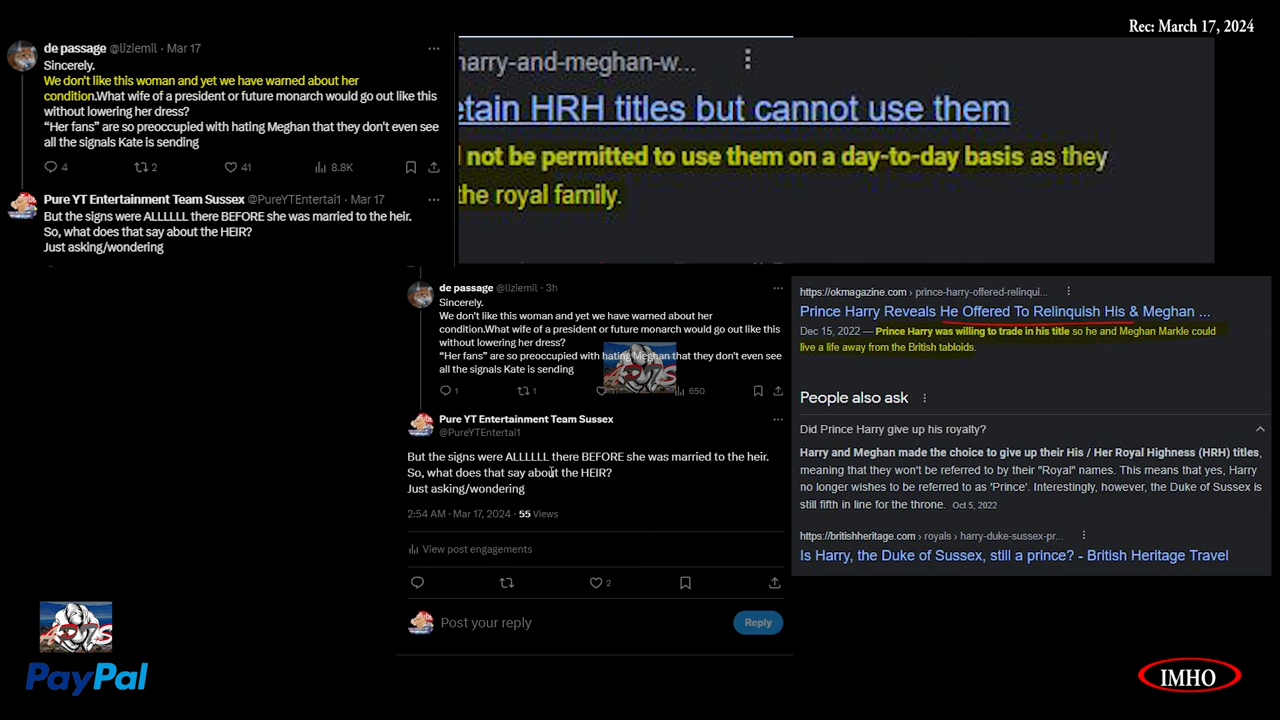 Rec: March 17, 2024
de passage @liziemil · Mar 17
Sincerely.
We don't like this woman and yet we have warned about her
condition.What wife of a president or future monarch would go out like this
without lowering her dress?
“Her fans” are so preoccupied with hating Meghan that they don't even see
all the signals Kate is sending
4 2 41 8.8K
Pure YT Entertainment Team Sussex @PureYTEntertai1 · Mar 17
But the signs were ALLLLLL there BEFORE she was married to the heir.
So, what does that say about the HEIR?
Just asking/wondering
harry-and-meghan-w...
etain HRH titles but cannot use them
not be permitted to use them on a day-to-day basis as they
the royal family.
de passage @liziemil · 3h
Sincerely.
We don't like this woman and yet we have warned about her
condition.What wife of a president or future monarch would go out like this
without lowering her dress?
“Her fans” are so preoccupied with hating Meghan that they don't even see
all the signals Kate is sending
1 1 650
Pure YT Entertainment Team Sussex
@PureYTEntertai1
But the signs were ALLLLLL there BEFORE she was married to the heir.
So, what does that say about the HEIR?
Just asking/wondering
2:54 AM · Mar 17, 2024 · 55 Views
View post engagements
2
Post your reply
Reply
https://okmagazine.com › prince-harry-offered-relinqui...
Prince Harry Reveals He Offered To Relinquish His & Meghan ...
Dec 15, 2022 — Prince Harry was willing to trade in his title so he and Meghan Markle could
live a life away from the British tabloids.
People also ask
Did Prince Harry give up his royalty?
Harry and Meghan made the choice to give up their His / Her Royal Highness (HRH) titles,
meaning that they won't be referred to by their "Royal" names. This means that yes, Harry
no longer wishes to be referred to as 'Prince'. Interestingly, however, the Duke of Sussex is
still fifth in line for the throne. Oct 5, 2022
https://britishheritage.com › royals › harry-duke-sussex-pr...
Is Harry, the Duke of Sussex, still a prince? - British Heritage Travel
PayPal
IMHO